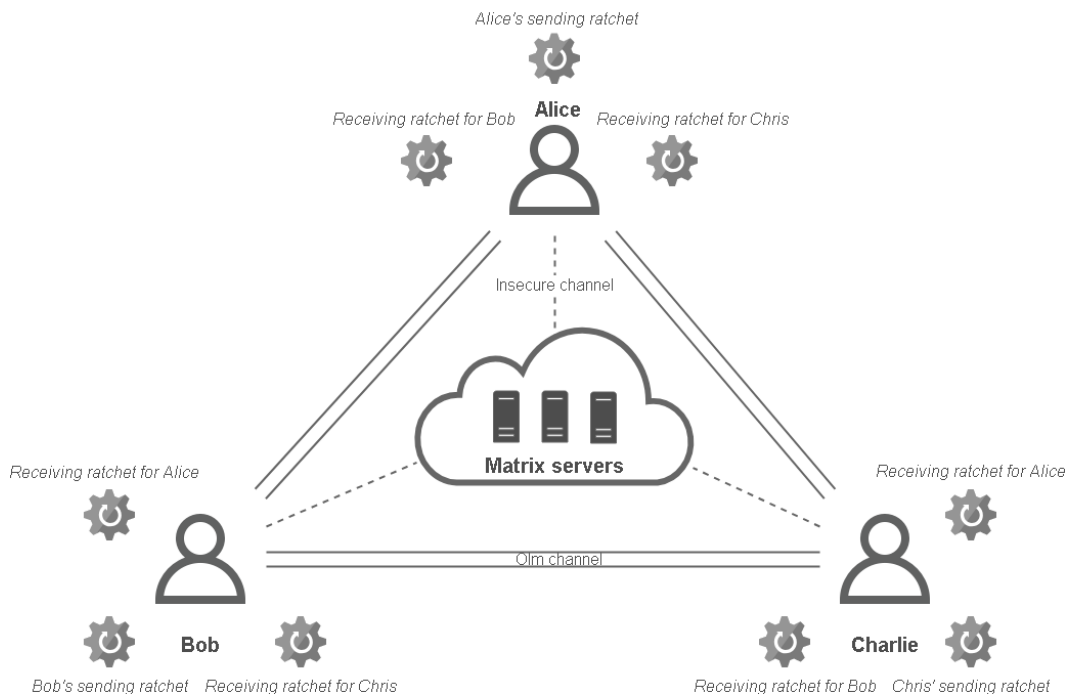 Alice's sending ratchet
Alice
Receiving ratchet for Bob
Receiving ratchet for Chris
Insecure channel
Matrix servers
Receiving ratchet for Alice
Receiving ratchet for Alice
Olm channel
Bob
Charlie
Bob's sending ratchet
Receiving ratchet for Chris
Receiving ratchet for Bob
Chris' sending ratchet